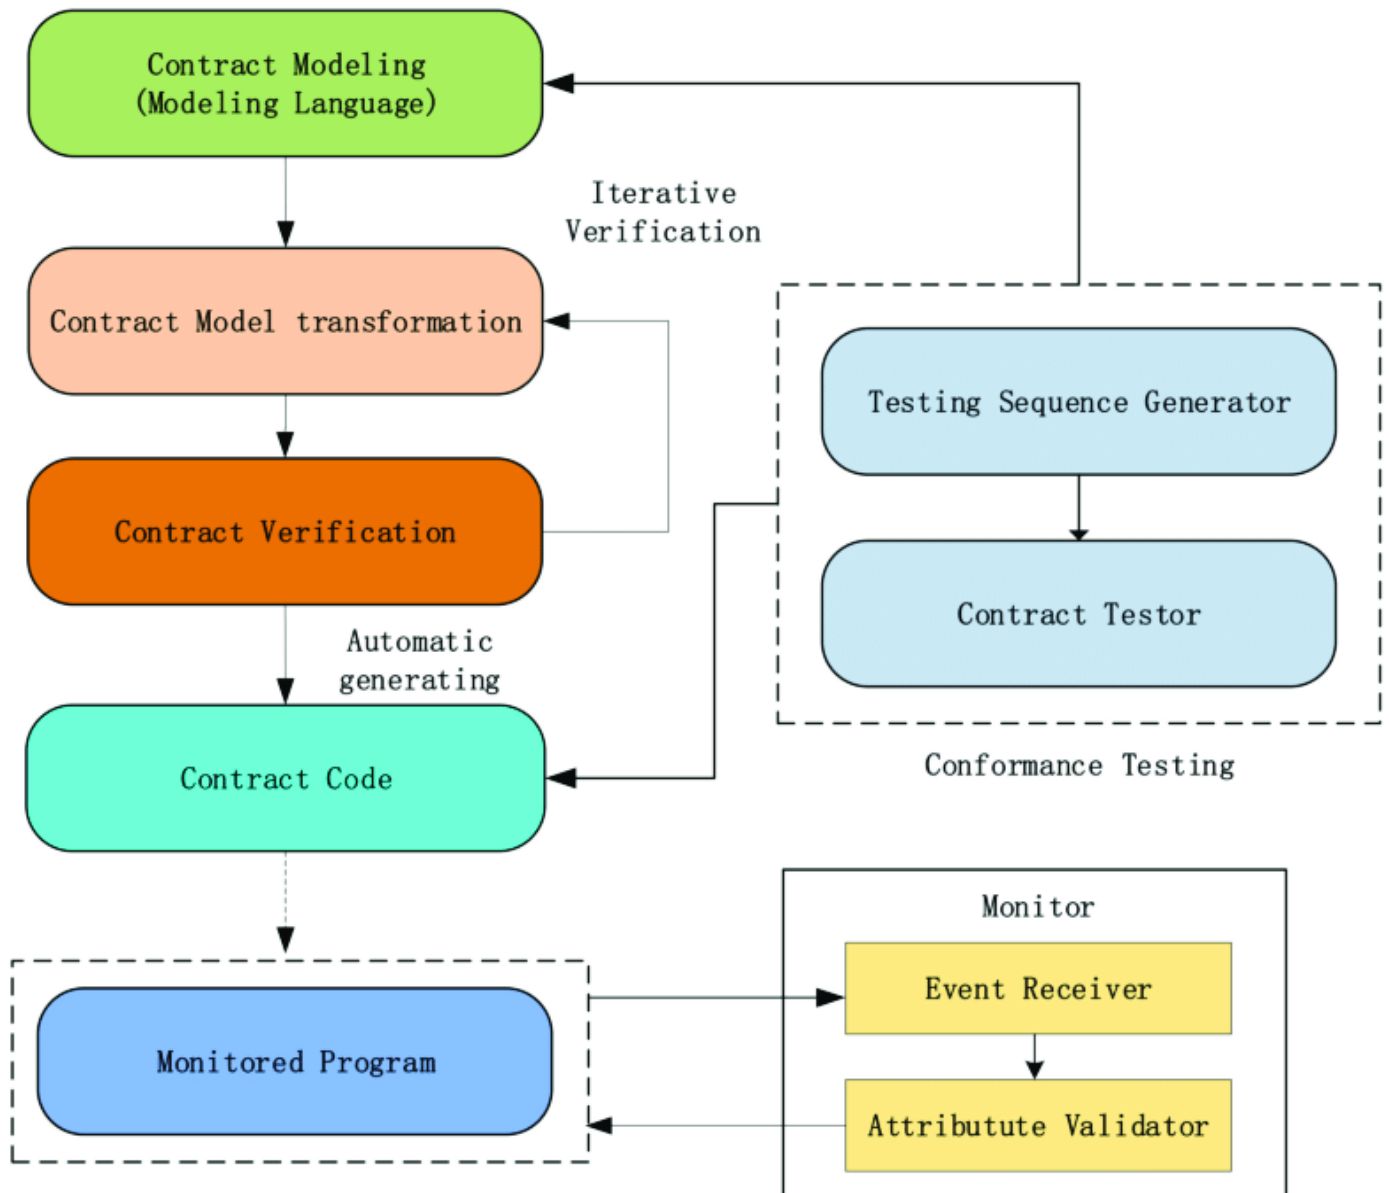 Contract Modeling
(Modeling Language)
Iterative
Verification
Contract Model transformation
Testing Sequence Generator
Contract Verification
Contract Testor
Automatic
generating
Conformance Testing
Contract Code
Monitor
Event Receiver
Monitored Program
Attributute Validator